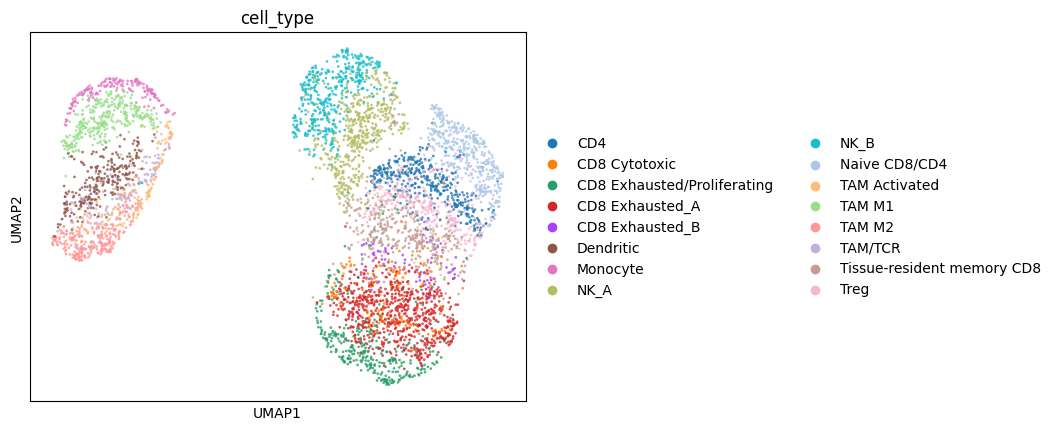 cell_type
UMAP2
UMAP1
CD4
CD8 Cytotoxic
CD8 Exhausted/Proliferating
CD8 Exhausted_A
CD8 Exhausted_B
Dendritic
Monocyte
NK_A
NK_B
Naive CD8/CD4
TAM Activated
TAM M1
TAM M2
TAM/TCR
Tissue-resident memory CD8
Treg